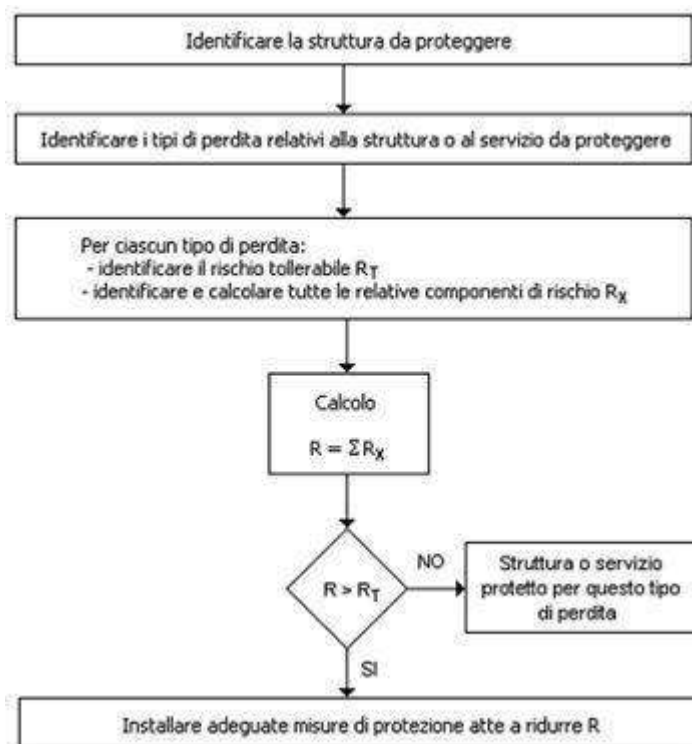 Identificare la struttura da proteggere
Identificare i tipi di perdita relativi alla struttura o al servizio da proteggere
Per ciascun tipo di perdita:
- identificare il rischio tollerabile RT
- identificare e calcolare tutte le relative componenti di rischio RX
Calcolo
R = ΣRX
R > RT
NO
Struttura o servizio
protetto per questo tipo
di perdita
SI
Installare adeguate misure di protezione atte a ridurre R